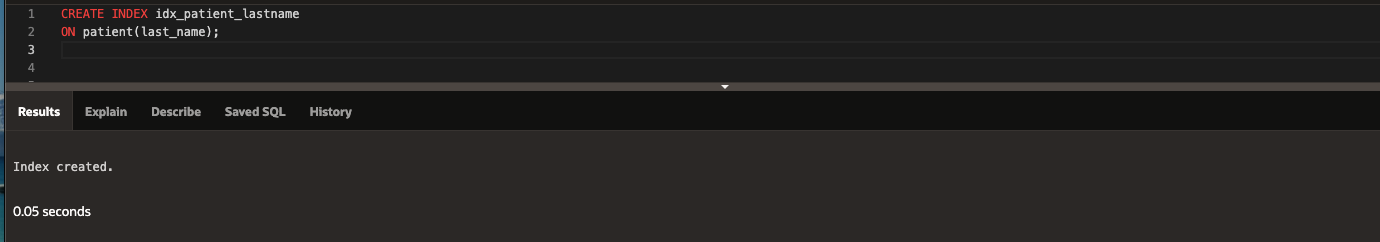 1 CREATE INDEX idx_patient_lastname
2 ON patient(last_name);
3
4
Results Explain Describe Saved SQL History
Index created.
0.05 seconds